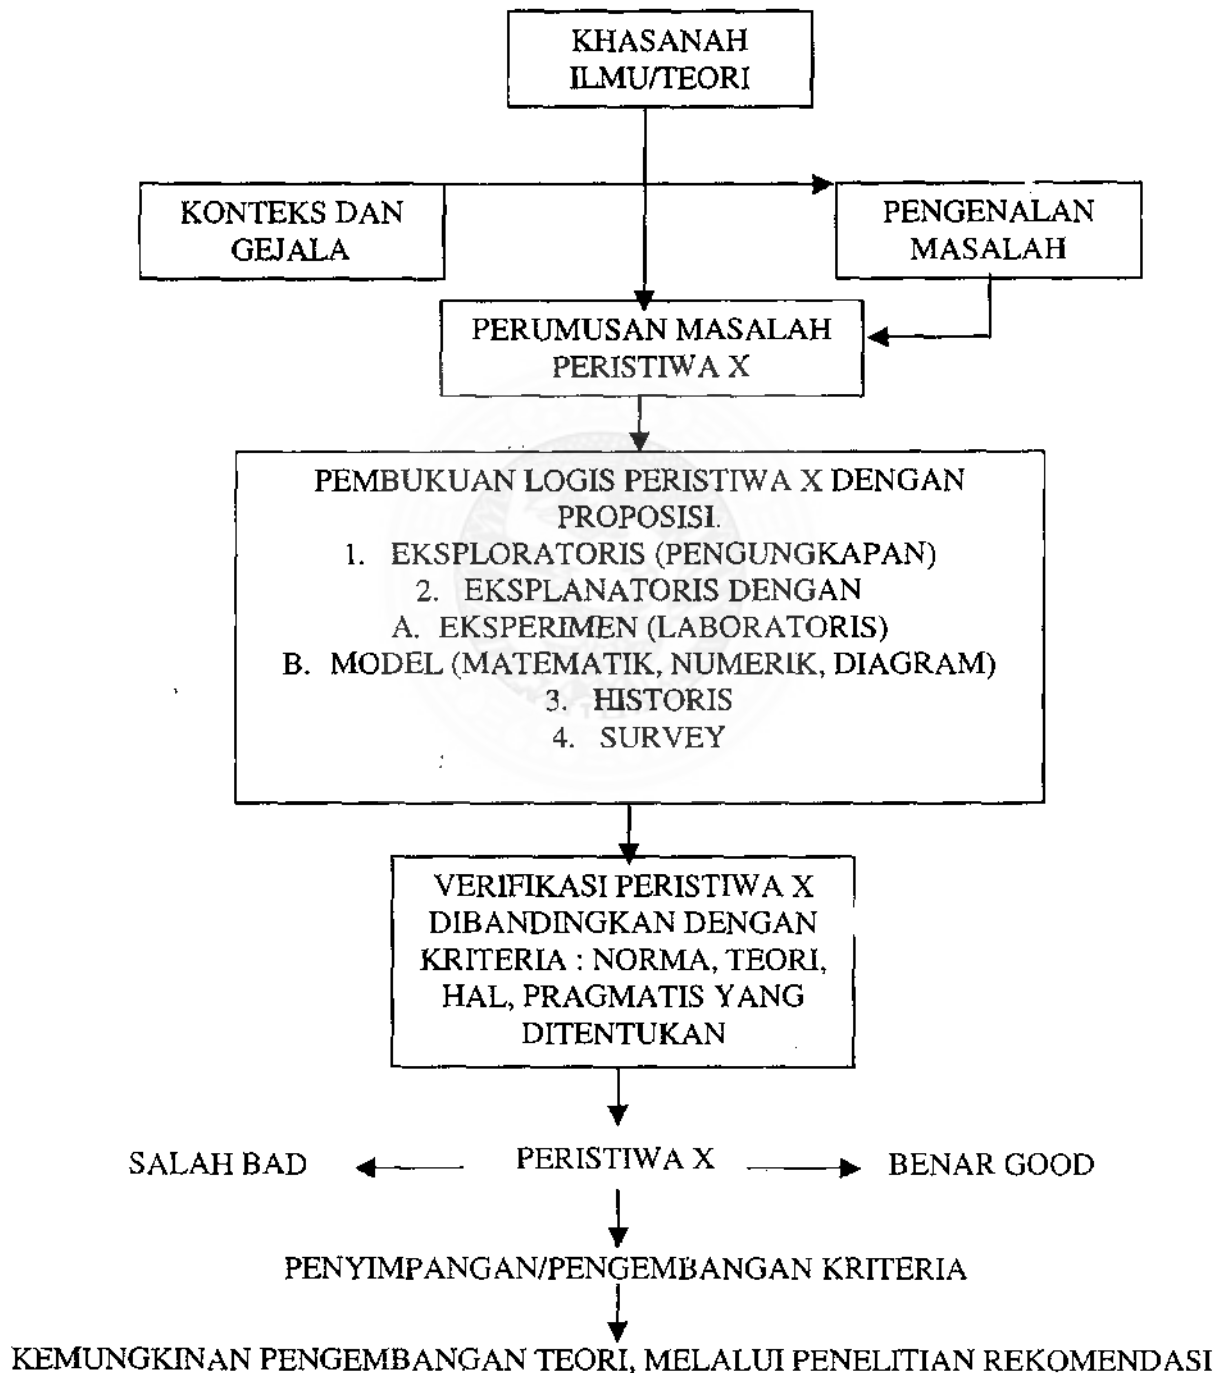 KHASANAH
ILMU/TEORI
KONTEKS DAN
GEJALA
PENGENALAN
MASALAH
PERUMUSAN MASALAH
PERISTIWA X
PEMBUKUAN LOGIS PERISTIWA X DENGAN
PROPOSISI.
1. EKSPLORATORIS (PENGUNGKAPAN)
2. EKSPLANATORIS DENGAN
A. EKSPERIMEN (LABORATORIS)
B. MODEL (MATEMATIK, NUMERIK, DIAGRAM)
3. HISTORIS
4. SURVEY
VERIFIKASI PERISTIWA X
DIBANDINGKAN DENGAN
KRITERIA : NORMA, TEORI,
HAL, PRAGMATIS YANG
DITENTUKAN
SALAH BAD PERISTIWA X BENAR GOOD
PENYIMPANGAN/PENGEMBANGAN KRITERIA
KEMUNGKINAN PENGEMBANGAN TEORI, MELALUI PENELITIAN REKOMENDASI